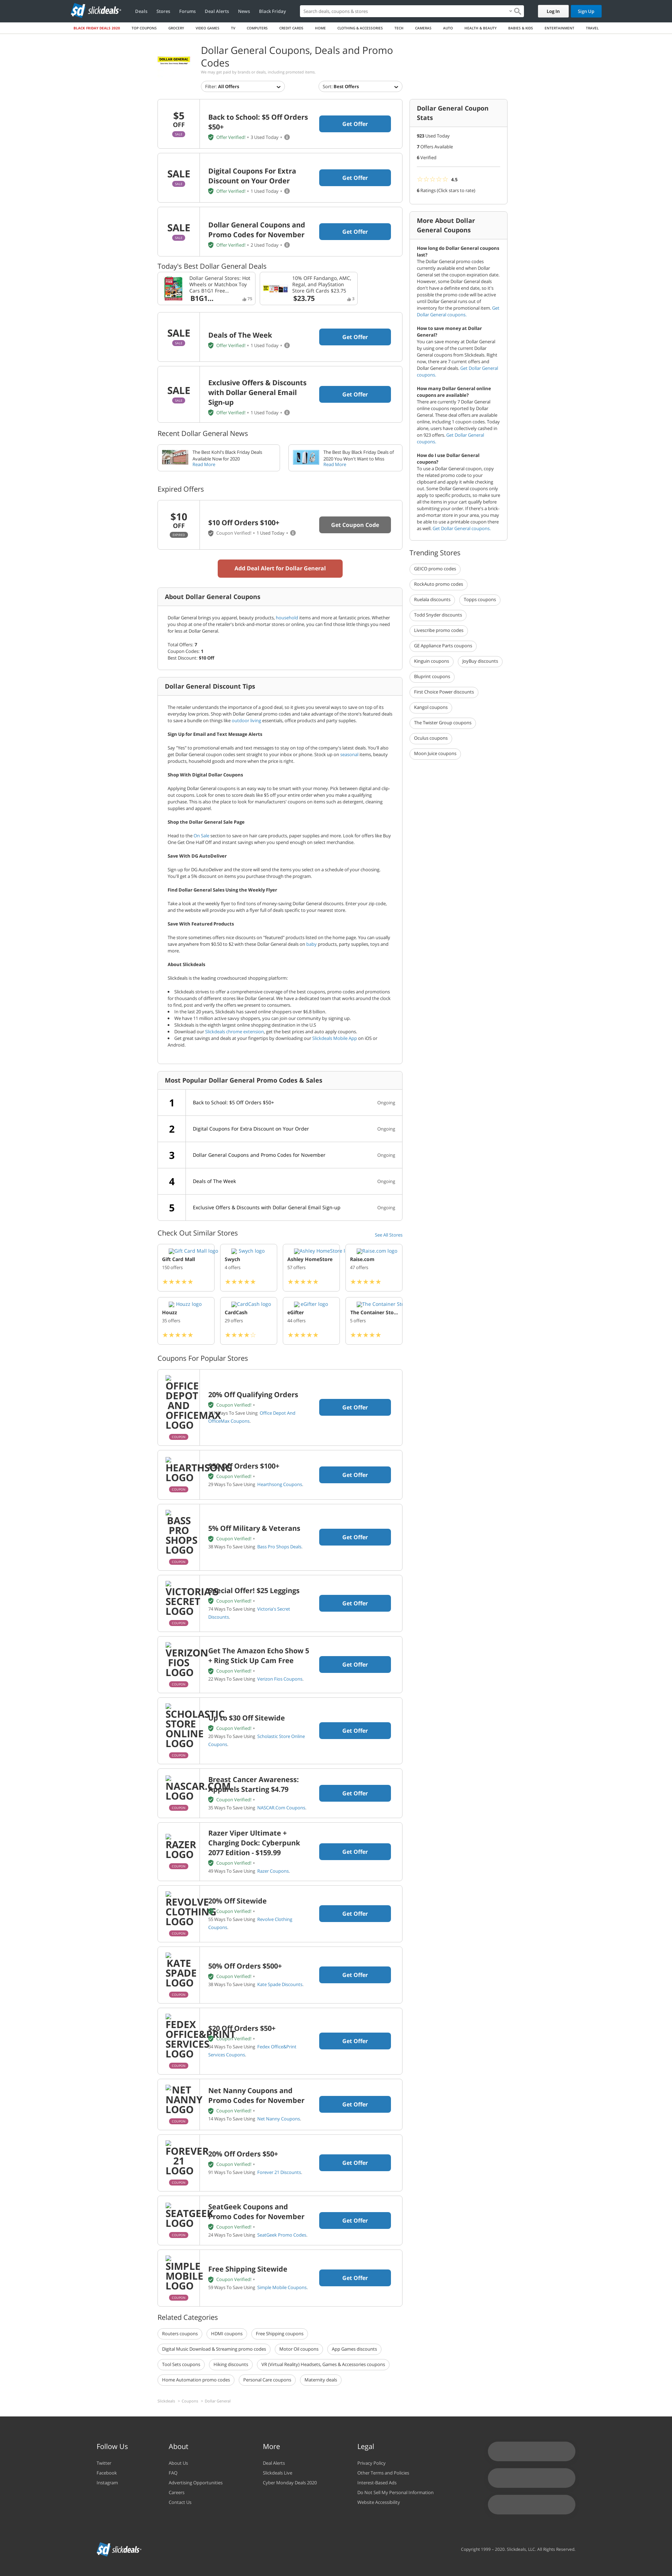 slickdeals
Deals Stores Forums Deal Alerts News Black Friday
Search deals, coupons & stores
Log In
Sign Up
BLACK FRIDAY DEALS 2020 TOP COUPONS GROCERY VIDEO GAMES TV COMPUTERS CREDIT CARDS HOME CLOTHING & ACCESSORIES TECH CAMERAS AUTO HEALTH & BEAUTY BABIES & KIDS ENTERTAINMENT TRAVEL
DOLLAR GENERAL
Dollar General Coupons, Deals and Promo Codes
We may get paid by brands or deals, including promoted items.
Filter: All Offers
Sort: Best Offers
$5
OFF
SALE
Back to School: $5 Off Orders $50+
Offer Verified! • 3 Used Today •
Get Offer
SALE
SALE
Digital Coupons For Extra Discount on Your Order
Offer Verified! • 1 Used Today •
Get Offer
SALE
SALE
Dollar General Coupons and Promo Codes for November
Offer Verified! • 2 Used Today •
Get Offer
Today's Best Dollar General Deals
Dollar General Stores: Hot Wheels or Matchbox Toy Cars B1G1 Free...
B1G1...
10% OFF Fandango, AMC, Regal, and PlayStation Store Gift Cards $23.75
$23.75
SALE
SALE
Deals of The Week
Offer Verified! • 1 Used Today •
Get Offer
SALE
SALE
Exclusive Offers & Discounts with Dollar General Email Sign-up
Offer Verified! • 1 Used Today •
Get Offer
Recent Dollar General News
The Best Kohl's Black Friday Deals Available Now for 2020
Read More
The Best Buy Black Friday Deals of 2020 You Won't Want to Miss
Read More
Expired Offers
$10
OFF
EXPIRED
$10 Off Orders $100+
Coupon Verified! • 1 Used Today •
Get Coupon Code
Add Deal Alert for Dollar General
About Dollar General Coupons
Dollar General brings you apparel, beauty products, household items and more at fantastic prices. Whether you shop at one of the retailer's brick-and-mortar stores or online, you can find those little things you need for less at Dollar General.
Total Offers: 7
Coupon Codes: 1
Best Discount: $10 Off
Dollar General Discount Tips
The retailer understands the importance of a good deal, so it gives you several ways to save on tons of its everyday offerings. Shop with Dollar General promo codes and take advantage of the store's featured deals to save a bundle on things like outdoor living essentials, office products and party supplies.
Sign Up for Email and Text Message Alerts
Say "Yes" to promotional emails and text messages to stay on top of the company's latest deals. You'll also get Dollar General coupon codes sent straight to your inbox or phone. Stock up on seasonal items, beauty products, household goods and more when the price is right.
Shop With Digital Dollar Coupons
Applying Dollar General coupons is an easy way to be smart with your money. Pick between digital and clip-out coupons. Look for ones to score deals like $5 off your entire order when you make a qualifying purchase. This is also the place to look for manufacturers' coupons on items such as detergent, cleaning supplies and apparel.
Shop the Dollar General Sale Page
Head to the On Sale section to save on hair care products, paper supplies and more. Look for offers like Buy One Get One Half Off and instant savings when you spend enough on select merchandise.
Save With DG AutoDeliver
Sign up for DG AutoDeliver and the store will send you the items you select on a schedule of your choosing. You'll get a 5% discount on items you purchase through the program.
Find Dollar General Sales Using the Weekly Flyer
Take a look at the weekly flyer to find tons of money-saving Dollar General discounts. Enter your zip code, and the website will provide you with a flyer full of deals specific to your nearest store.
Save With Featured Products
The store sometimes offers nice discounts on "featured" products listed on the home page. You can usually save anywhere from $0.50 to $2 with these Dollar General deals on baby products, party supplies, toys and more.
About Slickdeals
Slickdeals is the leading crowdsourced shopping platform:
• Slickdeals strives to offer a comprehensive coverage of the best coupons, promo codes and promotions for thousands of different stores like Dollar General. We have a dedicated team that works around the clock to find, post and verify the offers we present to consumers.
• In the last 20 years, Slickdeals has saved online shoppers over $6.8 billion.
• We have 11 million active savvy shoppers, you can join our community by signing up.
• Slickdeals is the eighth largest online shopping destination in the U.S
• Download our Slickdeals chrome extension, get the best prices and auto apply coupons.
• Get great savings and deals at your fingertips by downloading our Slickdeals Mobile App on iOS or Android.
Most Popular Dollar General Promo Codes & Sales
1 Back to School: $5 Off Orders $50+ Ongoing
2 Digital Coupons For Extra Discount on Your Order Ongoing
3 Dollar General Coupons and Promo Codes for November Ongoing
4 Deals of The Week Ongoing
5 Exclusive Offers & Discounts with Dollar General Email Sign-up Ongoing
Check Out Similar Stores
See All Stores
Gift Card Mall logo
Gift Card Mall
130 offers
Swych logo
Swych
4 offers
Ashley HomeStore l
Ashley HomeStore
57 offers
Raise.com logo
Raise.com
47 offers
Houzz logo
Houzz
35 offers
CardCash logo
CardCash
29 offers
eGifter logo
eGifter
44 offers
The Container Sto
The Container Sto...
5 offers
Coupons For Popular Stores
OFFICE DEPOT AND OFFICEMAX LOGO
COUPON
20% Off Qualifying Orders
Coupon Verified! •
Ways To Save Using Office Depot And OfficeMax Coupons.
Get Offer
HEARTHSONG LOGO
COUPON
Off Orders $100+
Coupon Verified! •
29 Ways To Save Using Hearthsong Coupons.
Get Offer
BASS PRO SHOPS LOGO
COUPON
5% Off Military & Veterans
Coupon Verified! •
38 Ways To Save Using Bass Pro Shops Deals.
Get Offer
VICTORIA'S SECRET LOGO
COUPON
Special Offer! $25 Leggings
Coupon Verified! •
74 Ways To Save Using Victoria's Secret Discounts.
Get Offer
VERIZON FIOS LOGO
COUPON
Get The Amazon Echo Show 5 + Ring Stick Up Cam Free
Coupon Verified! •
22 Ways To Save Using Verizon Fios Coupons.
Get Offer
SCHOLASTIC STORE ONLINE LOGO
COUPON
Up to $30 Off Sitewide
Coupon Verified! •
20 Ways To Save Using Scholastic Store Online Coupons.
Get Offer
NASCAR.COM LOGO
COUPON
Breast Cancer Awareness: Apparels Starting $4.79
Coupon Verified! •
35 Ways To Save Using NASCAR.Com Coupons.
Get Offer
RAZER LOGO
COUPON
Razer Viper Ultimate + Charging Dock: Cyberpunk 2077 Edition - $159.99
Coupon Verified! •
49 Ways To Save Using Razer Coupons.
Get Offer
REVOLVE CLOTHING LOGO
COUPON
20% Off Sitewide
Coupon Verified! •
55 Ways To Save Using Revolve Clothing Coupons.
Get Offer
KATE SPADE LOGO
COUPON
50% Off Orders $500+
Coupon Verified! •
38 Ways To Save Using Kate Spade Discounts.
Get Offer
FEDEX OFFICE&PRINT SERVICES LOGO
COUPON
$20 Off Orders $50+
Coupon Verified! •
Ways To Save Using Fedex Office&Print Services Coupons.
Get Offer
NET NANNY LOGO
COUPON
Net Nanny Coupons and Promo Codes for November
Coupon Verified! •
14 Ways To Save Using Net Nanny Coupons.
Get Offer
FOREVER 21 LOGO
COUPON
20% Off Orders $50+
Coupon Verified! •
91 Ways To Save Using Forever 21 Discounts.
Get Offer
SEATGEEK LOGO
COUPON
SeatGeek Coupons and Promo Codes for November
Coupon Verified! •
24 Ways To Save Using SeatGeek Promo Codes.
Get Offer
SIMPLE MOBILE LOGO
COUPON
Free Shipping Sitewide
Coupon Verified! •
59 Ways To Save Using Simple Mobile Coupons.
Get Offer
Related Categories
Routers coupons
HDMI coupons
Free Shipping coupons
Digital Music Download & Streaming promo codes
Motor Oil coupons
App Games discounts
Tool Sets coupons
Hiking discounts
VR (Virtual Reality) Headsets, Games & Accessories coupons
Home Automation promo codes
Personal Care coupons
Maternity deals
Slickdeals > Coupons > Dollar General
Dollar General Coupon Stats
923 Used Today
7 Offers Available
6 Verified
4.5
6 Ratings (Click stars to rate)
More About Dollar General Coupons
How long do Dollar General coupons last?
The Dollar General promo codes currently available end when Dollar General set the coupon expiration date. However, some Dollar General deals don't have a definite end date, so it's possible the promo code will be active until Dollar General runs out of inventory for the promotional item. Get Dollar General coupons.
How to save money at Dollar General?
You can save money at Dollar General by using one of the current Dollar General coupons from Slickdeals. Right now, there are 7 current offers and Dollar General deals. Get Dollar General coupons.
How many Dollar General online coupons are available?
There are currently 7 Dollar General online coupons reported by Dollar General. These offers are available online, including 1 coupon codes. Today alone, users have collectively cashed in on 923 offers. Get Dollar General coupons.
How do I use Dollar General coupons?
To use a Dollar General coupon, copy the related promo code to your clipboard and apply it while checking out. Some Dollar General coupons only apply to specific products, so make sure all the items in your cart qualify before submitting your order. If there's a brick-and-mortar store in your area, you may be able to use a printable coupon there as well. Get Dollar General coupons.
Trending Stores
GEICO promo codes
RockAuto promo codes
Ruelala discounts
Topps coupons
Todd Snyder discounts
Livescribe promo codes
GE Appliance Parts coupons
Kinguin coupons
JoyBuy discounts
Bluprint coupons
First Choice Power discounts
Kangol coupons
The Twister Group coupons
Oculus coupons
Moon Juice coupons
Follow Us
Twitter
Facebook
Instagram
About
About Us
FAQ
Advertising Opportunities
Careers
Contact Us
More
Deal Alerts
Slickdeals Live
Cyber Monday Deals 2020
Legal
Privacy Policy
Other Terms and Policies
Interest-Based Ads
Do Not Sell My Personal Information
Website Accessibility
slickdeals
Copyright 1999 - 2020. Slickdeals, LLC. All Rights Reserved.